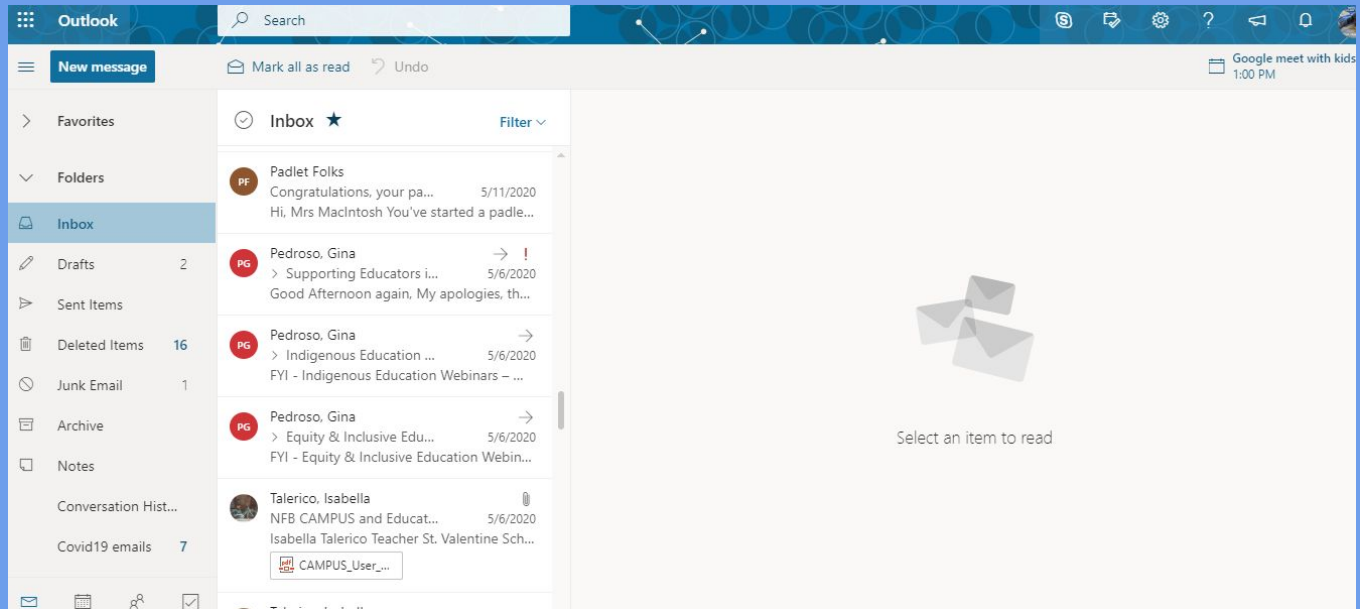 Outlook
Search
New message
Mark all as read
Undo
Google meet with kids
1:00 PM
Favorites
Folders
Inbox
Drafts 2
Sent Items
Deleted Items 16
Junk Email 1
Archive
Notes
Conversation Hist...
Covid19 emails 7
Inbox
Filter
PF
Padlet Folks
Congratulations, your pa... 5/11/2020
Hi, Mrs MacIntosh You've started a padle...
PG
Pedroso, Gina !
> Supporting Educators i... 5/6/2020
Good Afternoon again, My apologies, th...
PG
Pedroso, Gina
> Indigenous Education ... 5/6/2020
FYI - Indigenous Education Webinars – ...
PG
Pedroso, Gina
> Equity & Inclusive Edu... 5/6/2020
FYI - Equity & Inclusive Education Webin...
Talerico, Isabella
NFB CAMPUS and Educat... 5/6/2020
Isabella Talerico Teacher St. Valentine Sch...
CAMPUS_User_...
Select an item to read